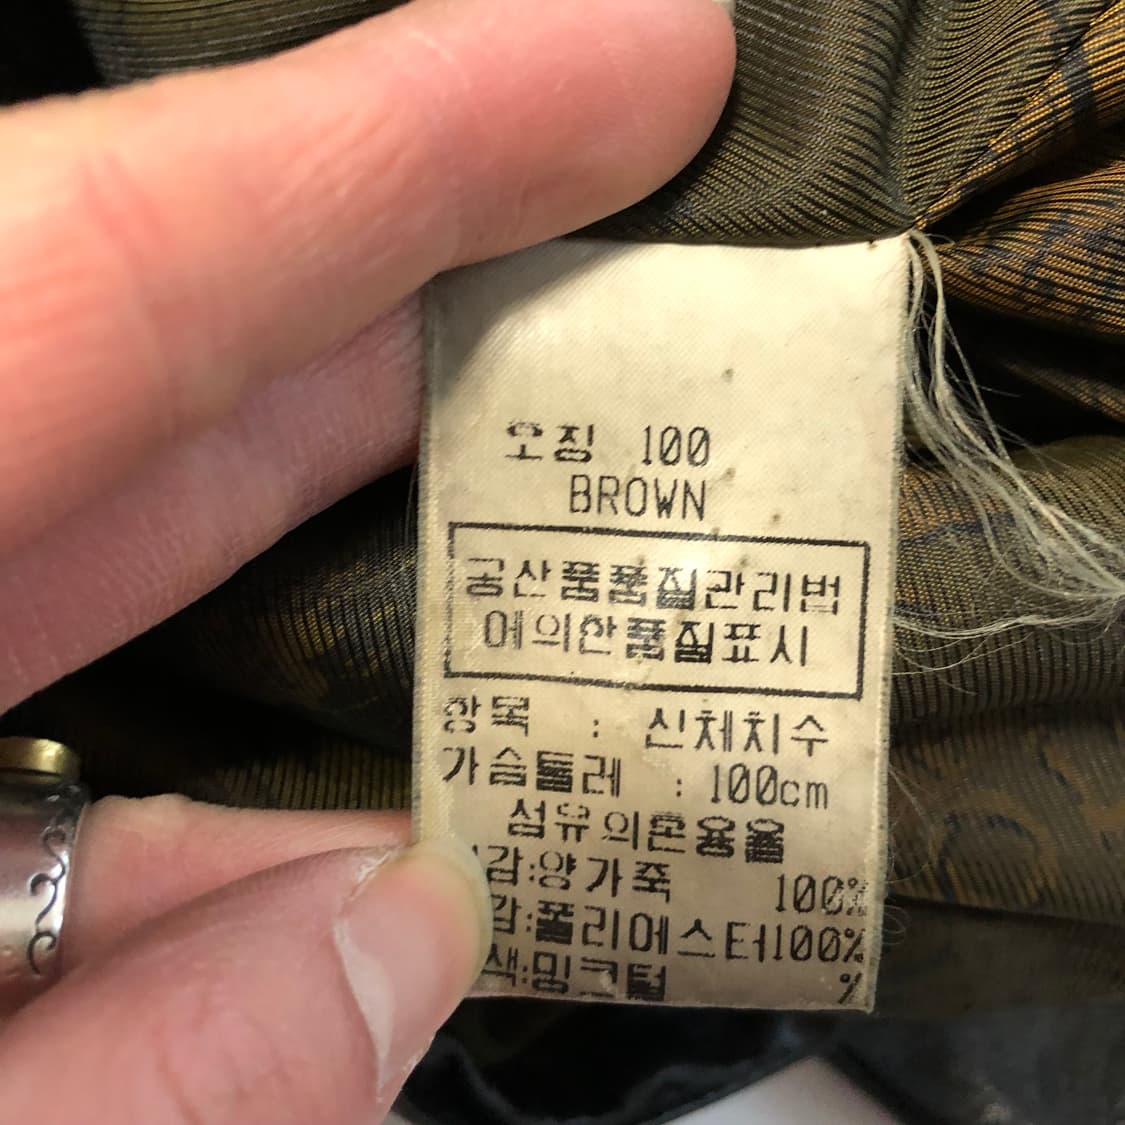 오징 100
BROWN
공산품품질관리법
에의한품질표시
항목 : 신체치수
가슴둘레 : 100cm
섬유의혼용율
감:양가죽 100%
감:폴리에스터100%
색:밍크털 %